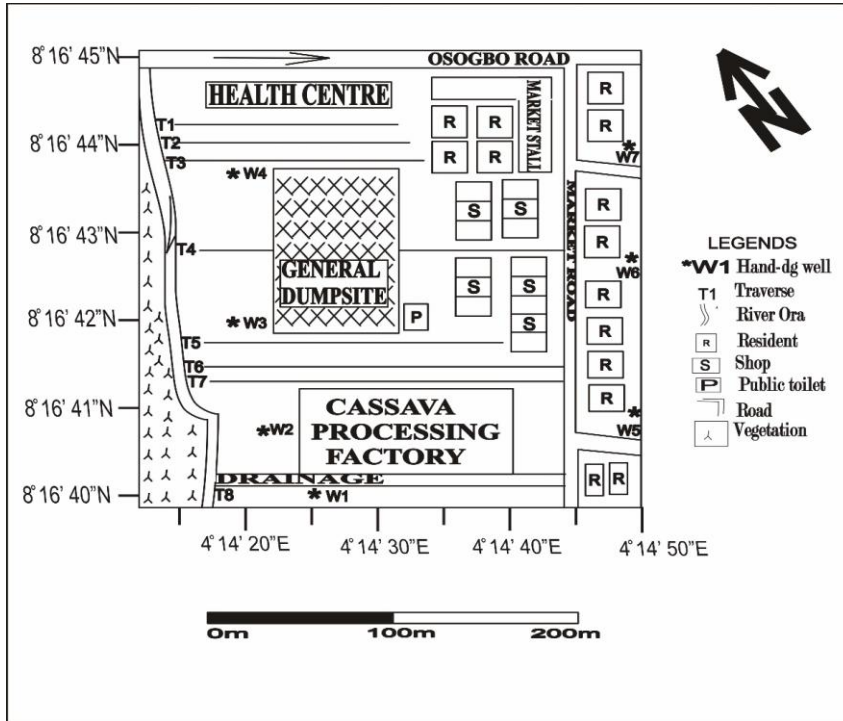 8° 16' 45”N
OSOGBO ROAD
HEALTH CENTRE
MARKET STALL
R
R
N
T1
8° 16' 44”N
T2
T3
R
R
R
R
W7
*W4
8° 16' 43”N
S
S
MARKET ROAD
R
R
T4
GENERAL
DUMPSITE
W6
S
S
R
8° 16' 42”N
*W3
P
S
R
T5
T6
R
T7
8° 16' 41”N
CASSAVA
PROCESSING
FACTORY
R
*W2
W5
DRAINAGE
8° 16' 40”N
T8
*W1
R
R
4° 14' 20”E
4° 14' 30”E
4° 14' 40”E
4° 14' 50”E
LEGENDS
*W1 Hand-dg well
T1 Traverse
River Ora
R Resident
S Shop
P Public toilet
Road
Vegetation
0m
100m
200m